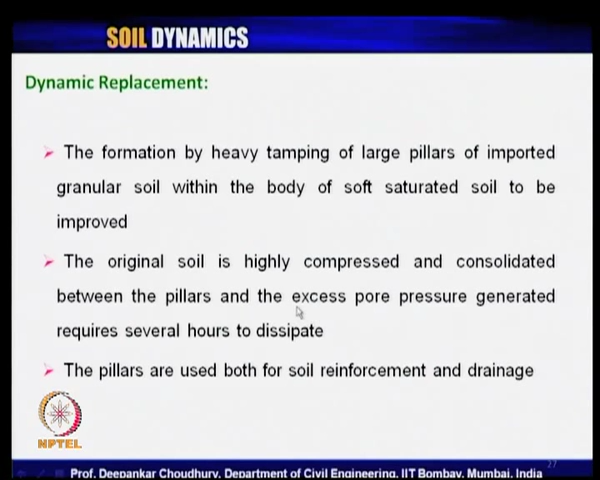 SOIL DYNAMICS
Dynamic Replacement:
The formation by heavy tamping of large pillars of imported
granular soil within the body of soft saturated soil to be
improved
The original soil is highly compressed and consolidated
between the pillars and the excess pore pressure generated
requires several hours to dissipate
The pillars are used both for soil reinforcement and drainage
NPTEL
27
Prof. Deepankar Choudhury, Department of Civil Engineering, IIT Bombay, Mumbai, India